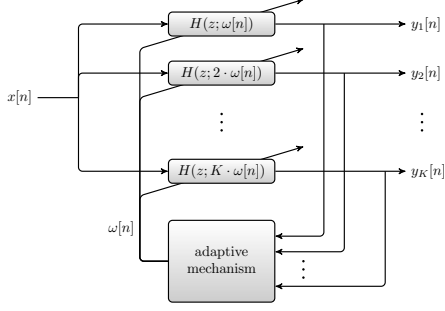 H(z; ω[n])
y₁[n]
H(z; 2 · ω[n])
y₂[n]
x[n]
⋮
⋮
H(z; K · ω[n])
y_K[n]
ω[n]
adaptive
mechanism
⋮